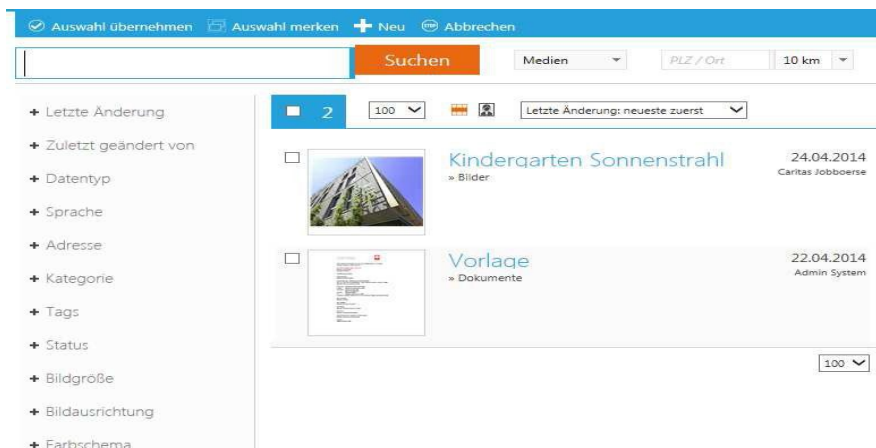 Auswahl übernehmen Auswahl merken Neu Abbrechen
Suchen Medien PLZ / Ort 10 km
+ Letzte Änderung
+ Zuletzt geändert von
+ Datentyp
+ Sprache
+ Adresse
+ Kategorie
+ Tags
+ Status
+ Bildgröße
+ Bildausrichtung
+ Farbschema
2 100 Letzte Änderung: neueste zuerst
Kindergarten Sonnenstrahl 24.04.2014
» Bilder Caritas Jobboerse
Vorlage 22.04.2014
» Dokumente Admin System
100